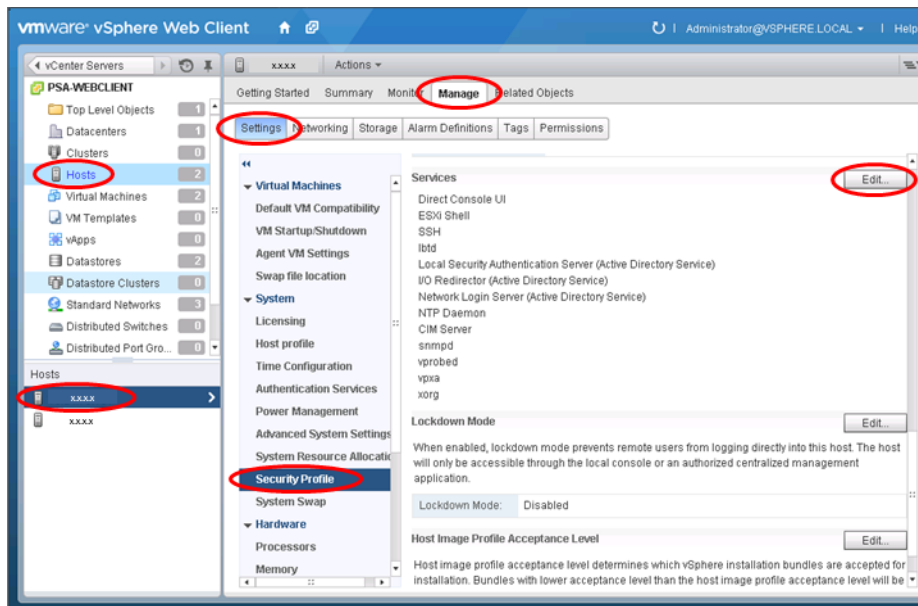 vmware® vSphere Web Client
Administrator@VSPHERE.LOCAL
Help
vCenter Servers
xxxx
Actions
PSA-WEBCLIENT
Getting Started
Summary
Monitor
Manage
Related Objects
Top Level Objects 1
Datacenters 1
Clusters 0
Hosts 2
Virtual Machines 2
VM Templates 0
vApps 0
Datastores 2
Datastore Clusters 0
Standard Networks 3
Distributed Switches 0
Distributed Port Gro... 0
Hosts
xxxx
xxxx
Settings
Networking
Storage
Alarm Definitions
Tags
Permissions
Virtual Machines
Default VM Compatibility
VM Startup/Shutdown
Agent VM Settings
Swap file location
System
Licensing
Host profile
Time Configuration
Authentication Services
Power Management
Advanced System Settings
System Resource Allocatio
Security Profile
System Swap
Hardware
Processors
Memory
Services
Edit...
Direct Console UI
ESXi Shell
SSH
lbtd
Local Security Authentication Server (Active Directory Service)
I/O Redirector (Active Directory Service)
Network Login Server (Active Directory Service)
NTP Daemon
CIM Server
snmpd
vprobed
vpxa
xorg
Lockdown Mode
Edit...
When enabled, lockdown mode prevents remote users from logging directly into this host. The host
will only be accessible through the local console or an authorized centralized management
application.
Lockdown Mode: Disabled
Host Image Profile Acceptance Level
Edit...
Host image profile acceptance level determines which vSphere installation bundles are accepted for
installation. Bundles with lower acceptance level than the host image profile acceptance level will be